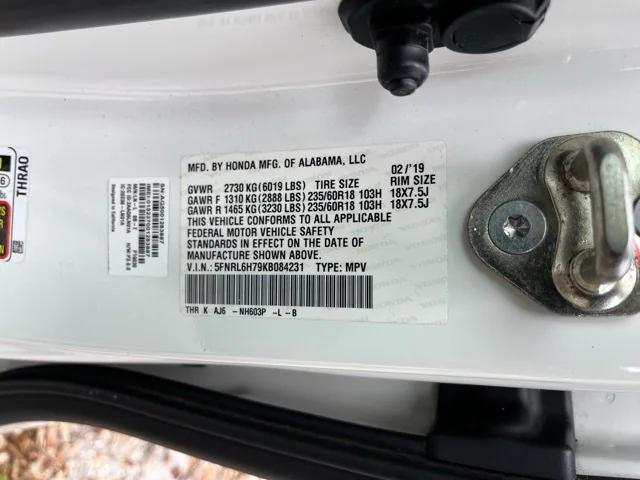 MFD. BY HONDA MFG. OF ALABAMA, LLC 02/'19
GVWR 2730 KG(6019 LBS) TIRE SIZE RIM SIZE
GAWR F 1310 KG(2888 LBS) 235/60R18 103H 18X7.5J
GAWR R 1465 KG(3230 LBS) 235/60R18 103H 18X7.5J
THIS VEHICLE CONFORMS TO ALL APPLICABLE
FEDERAL MOTOR VEHICLE SAFETY
STANDARDS IN EFFECT ON THE DATE OF
MANUFACTURE SHOWN ABOVE.
V.I.N.: 5FNRL6H79KB084231 TYPE: MPV
THR K AJ6 -NH603P -L -B
THRA0